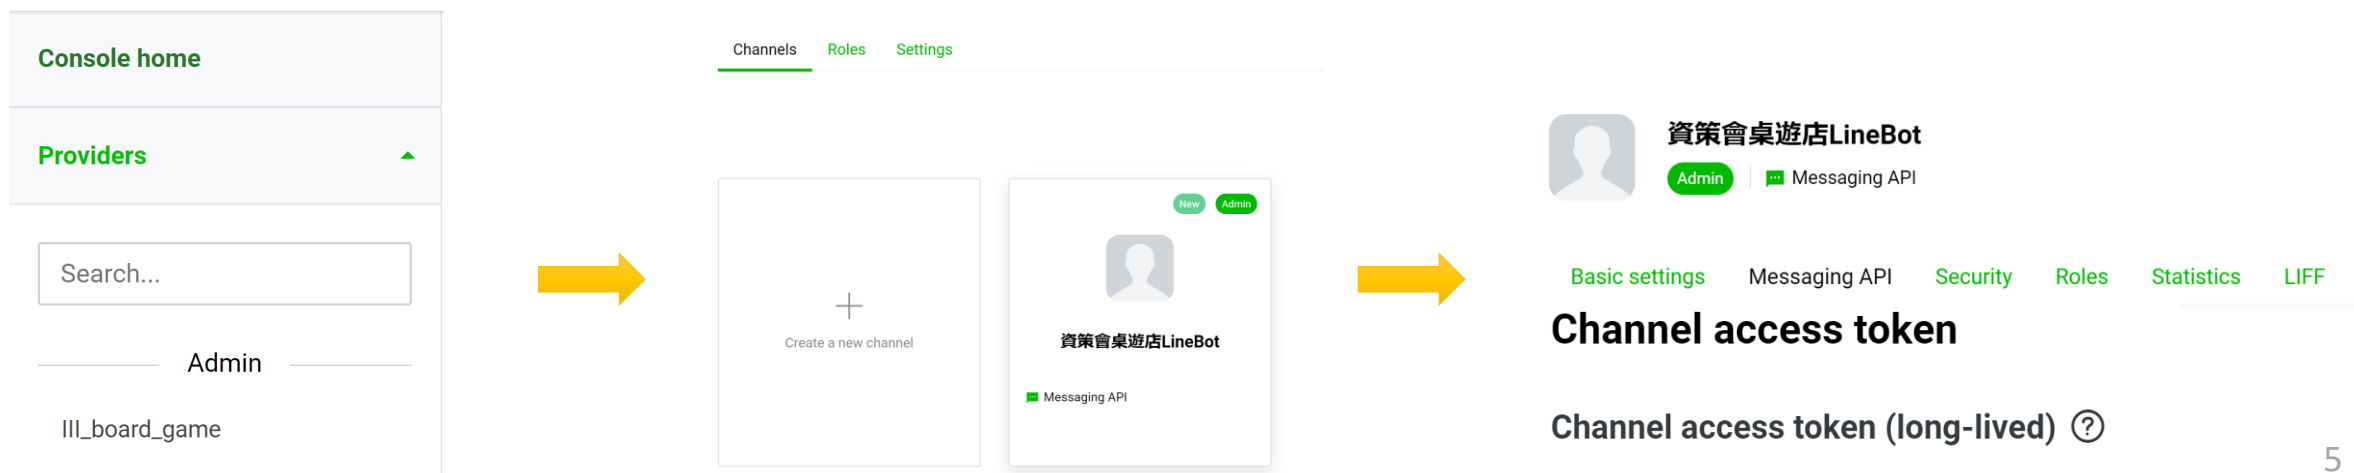 Console home
Providers
Search...
Admin
III_board_game
Channels Roles Settings
Create a new channel
New Admin
資策會桌遊店LineBot
Messaging API
資策會桌遊店LineBot
Admin Messaging API
Basic settings Messaging API Security Roles Statistics LIFF
Channel access token
Channel access token (long-lived) ?
5